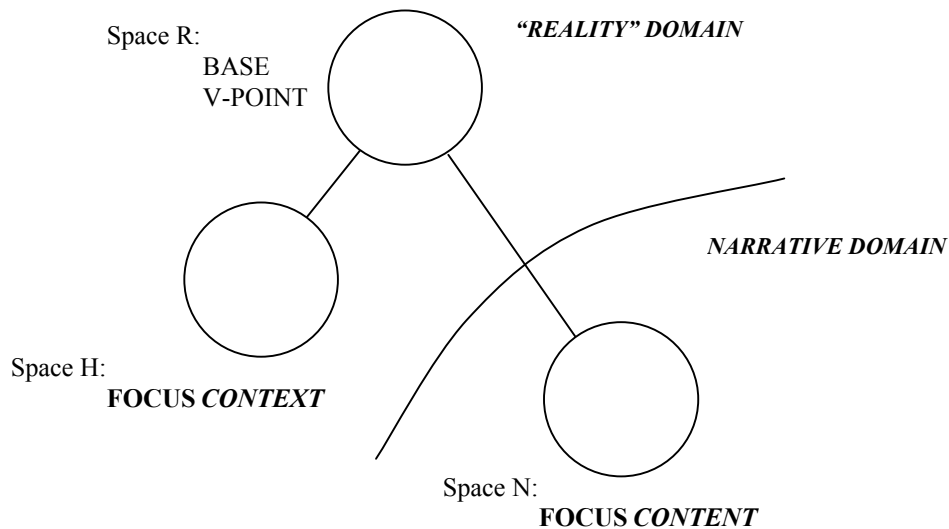 Space R:
BASE
V-POINT
“REALITY” DOMAIN
NARRATIVE DOMAIN
Space H:
FOCUS CONTEXT
Space N:
FOCUS CONTENT